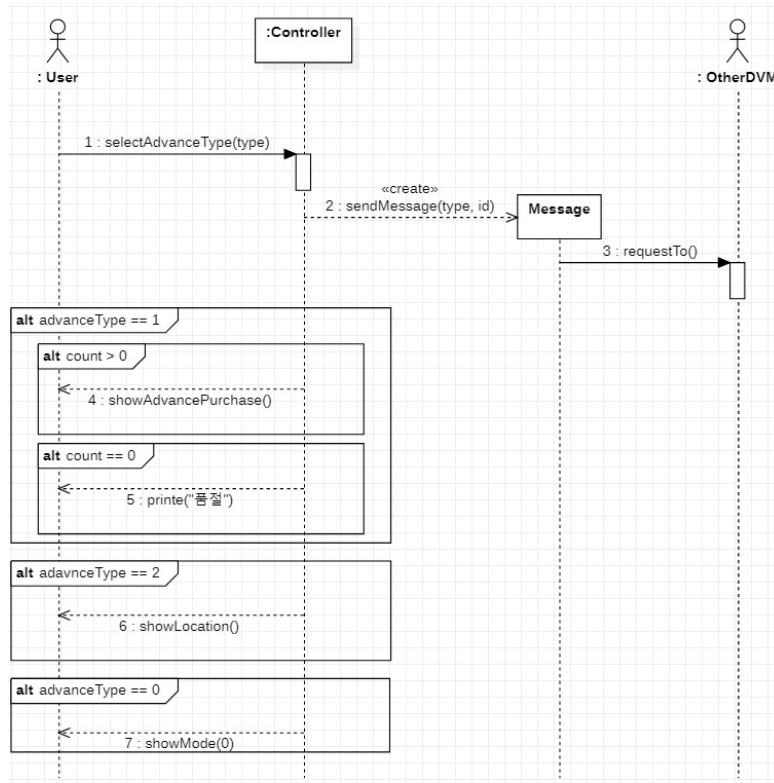 :Controller
: User
: OtherDVM
1 : selectAdvanceType(type)
«create»
2 : sendMessage(type, id)
Message
3 : requestTo()
alt advanceType == 1
alt count > 0
4 : showAdvancePurchase()
alt count == 0
5 : printe("품절")
alt adavnceType == 2
6 : showLocation()
alt advanceType == 0
7 : showMode(0)